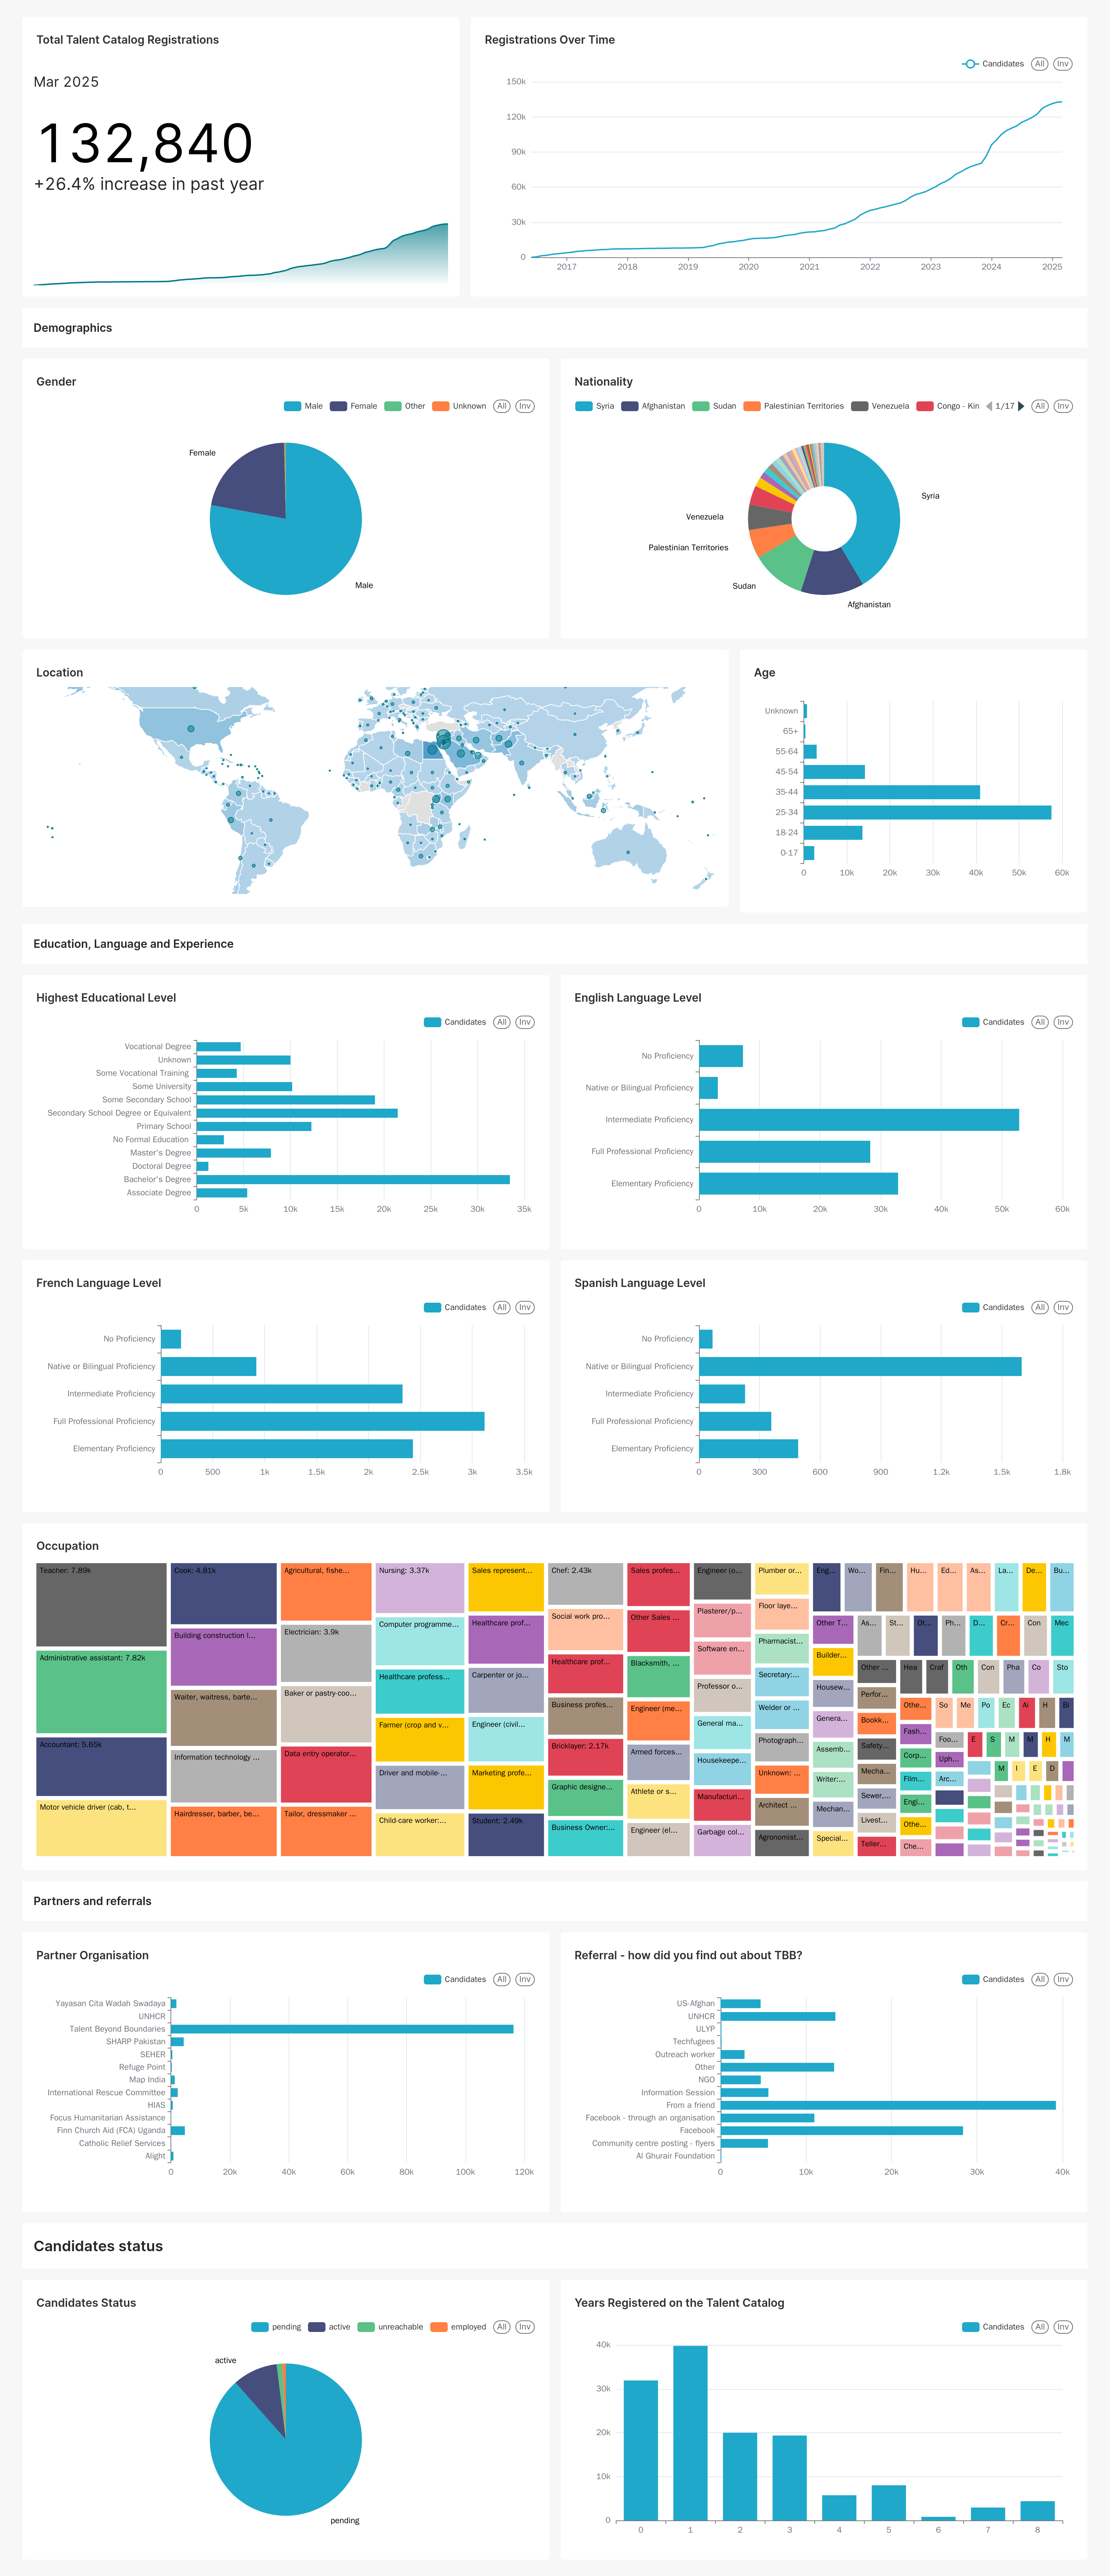 Total Talent Catalog Registrations
Mar 2025
132,840
+26.4% increase in past year
Registrations Over Time
Candidates All Inv
150k
120k
90k
60k
30k
0
2017 2018 2019 2020 2021 2022 2023 2024 2025
Demographics
Gender
Male Female Other Unknown All Inv
Female
Male
Nationality
Syria Afghanistan Sudan Palestinian Territories Venezuela Congo - Kin 1/17 All Inv
Syria
Venezuela
Palestinian Territories
Sudan
Afghanistan
Location
Age
Unknown
65+
55-64
45-54
35-44
25-34
18-24
0-17
0 10k 20k 30k 40k 50k 60k
Education, Language and Experience
Highest Educational Level
Candidates All Inv
Vocational Degree
Unknown
Some Vocational Training
Some University
Some Secondary School
Secondary School Degree or Equivalent
Primary School
No Formal Education
Master's Degree
Doctoral Degree
Bachelor's Degree
Associate Degree
0 5k 10k 15k 20k 25k 30k 35k
English Language Level
Candidates All Inv
No Proficiency
Native or Bilingual Proficiency
Intermediate Proficiency
Full Professional Proficiency
Elementary Proficiency
0 10k 20k 30k 40k 50k 60k
French Language Level
Candidates All Inv
No Proficiency
Native or Bilingual Proficiency
Intermediate Proficiency
Full Professional Proficiency
Elementary Proficiency
0 500 1k 1.5k 2k 2.5k 3k 3.5k
Spanish Language Level
Candidates All Inv
No Proficiency
Native or Bilingual Proficiency
Intermediate Proficiency
Full Professional Proficiency
Elementary Proficiency
0 300 600 900 1.2k 1.5k 1.8k
Occupation
Teacher: 7.89k
Administrative assistant: 7.82k
Accountant: 5.65k
Motor vehicle driver (cab, t...
Cook: 4.81k
Building construction l...
Waiter, waitress, barte...
Information technology ...
Hairdresser, barber, be...
Agricultural, fishe...
Electrician: 3.9k
Baker or pastry-coo...
Data entry operator...
Tailor, dressmaker ...
Nursing: 3.37k
Computer programme...
Healthcare profess...
Farmer (crop and v...
Driver and mobile-...
Child-care worker:...
Sales represent...
Healthcare prof...
Carpenter or jo...
Engineer (civil...
Marketing profe...
Student: 2.49k
Chef: 2.43k
Social work pro...
Healthcare prof...
Business profes...
Bricklayer: 2.17k
Graphic designe...
Business Owner:...
Sales profes...
Other Sales ...
Blacksmith, ...
Engineer (me...
Armed forces...
Athlete or s...
Engineer (el...
Engineer (o...
Plasterer/p...
Software en...
Professor o...
General ma...
Housekeepe...
Manufacturi...
Garbage col...
Plumber or...
Floor laye...
Pharmacist...
Secretary:...
Welder or ...
Photograph...
Unknown: ...
Architect ...
Agronomist...
Eng... Wo... Fin... Hu... Ed... As... La... De... Bu...
Other T...
Builder...
Housew...
Genera...
Assemb...
Writer:...
Mechan...
Special...
As... St... Ot... Ph... D... Cr... Con Mec
Other ...
Perfor...
Bookk...
Safety...
Mecha...
Sewer,...
Livest...
Teller...
Hea Craf Oth Con Pha Co Sto
Othe...
Fash...
Corp...
Film...
Engi...
Othe...
Che...
So Me Po Ec Ai H Bl
Foo...
Uph...
Arc...
E S M M H M
M I E D
Partners and referrals
Partner Organisation
Candidates All Inv
Yayasan Cita Wadah Swadaya
UNHCR
Talent Beyond Boundaries
SHARP Pakistan
SEHER
Refuge Point
Map India
International Rescue Committee
HIAS
Focus Humanitarian Assistance
Finn Church Aid (FCA) Uganda
Catholic Relief Services
Alight
0 20k 40k 60k 80k 100k 120k
Referral - how did you find out about TBB?
Candidates All Inv
US-Afghan
UNHCR
ULYP
Techfugees
Outreach worker
Other
NGO
Information Session
From a friend
Facebook - through an organisation
Facebook
Community centre posting - flyers
Al Ghurair Foundation
0 10k 20k 30k 40k
Candidates status
Candidates Status
pending active unreachable employed All Inv
active
pending
Years Registered on the Talent Catalog
Candidates All Inv
40k
30k
20k
10k
0
0 1 2 3 4 5 6 7 8